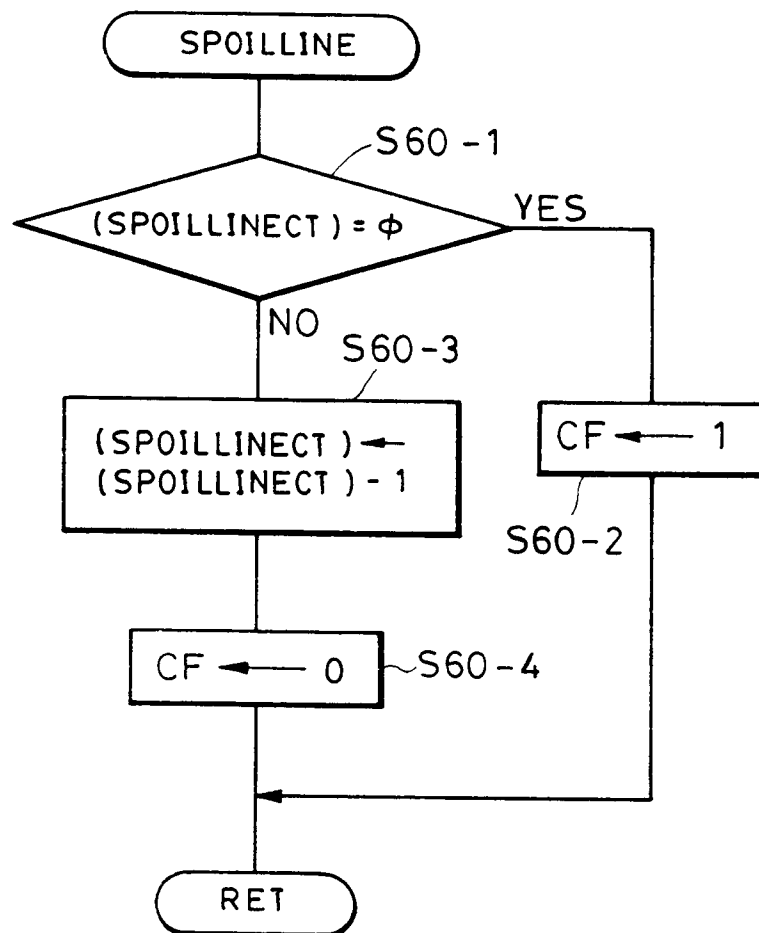 SPOILLINE
S60-1
(SPOILLINECT) = ϕ
YES
NO
S60-3
(SPOILLINECT) ←
(SPOILLINECT) - 1
CF ← 1
S60-2
CF ← 0
S60-4
RET